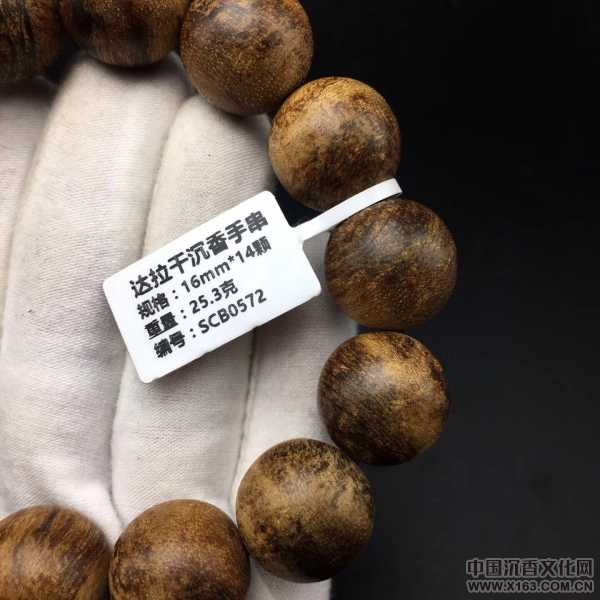 达拉干沉香手串
规格：16mm*14颗
重量：25.3克
编号：SCB0572
中国沉香文化网
WWW.X163.COM.CN